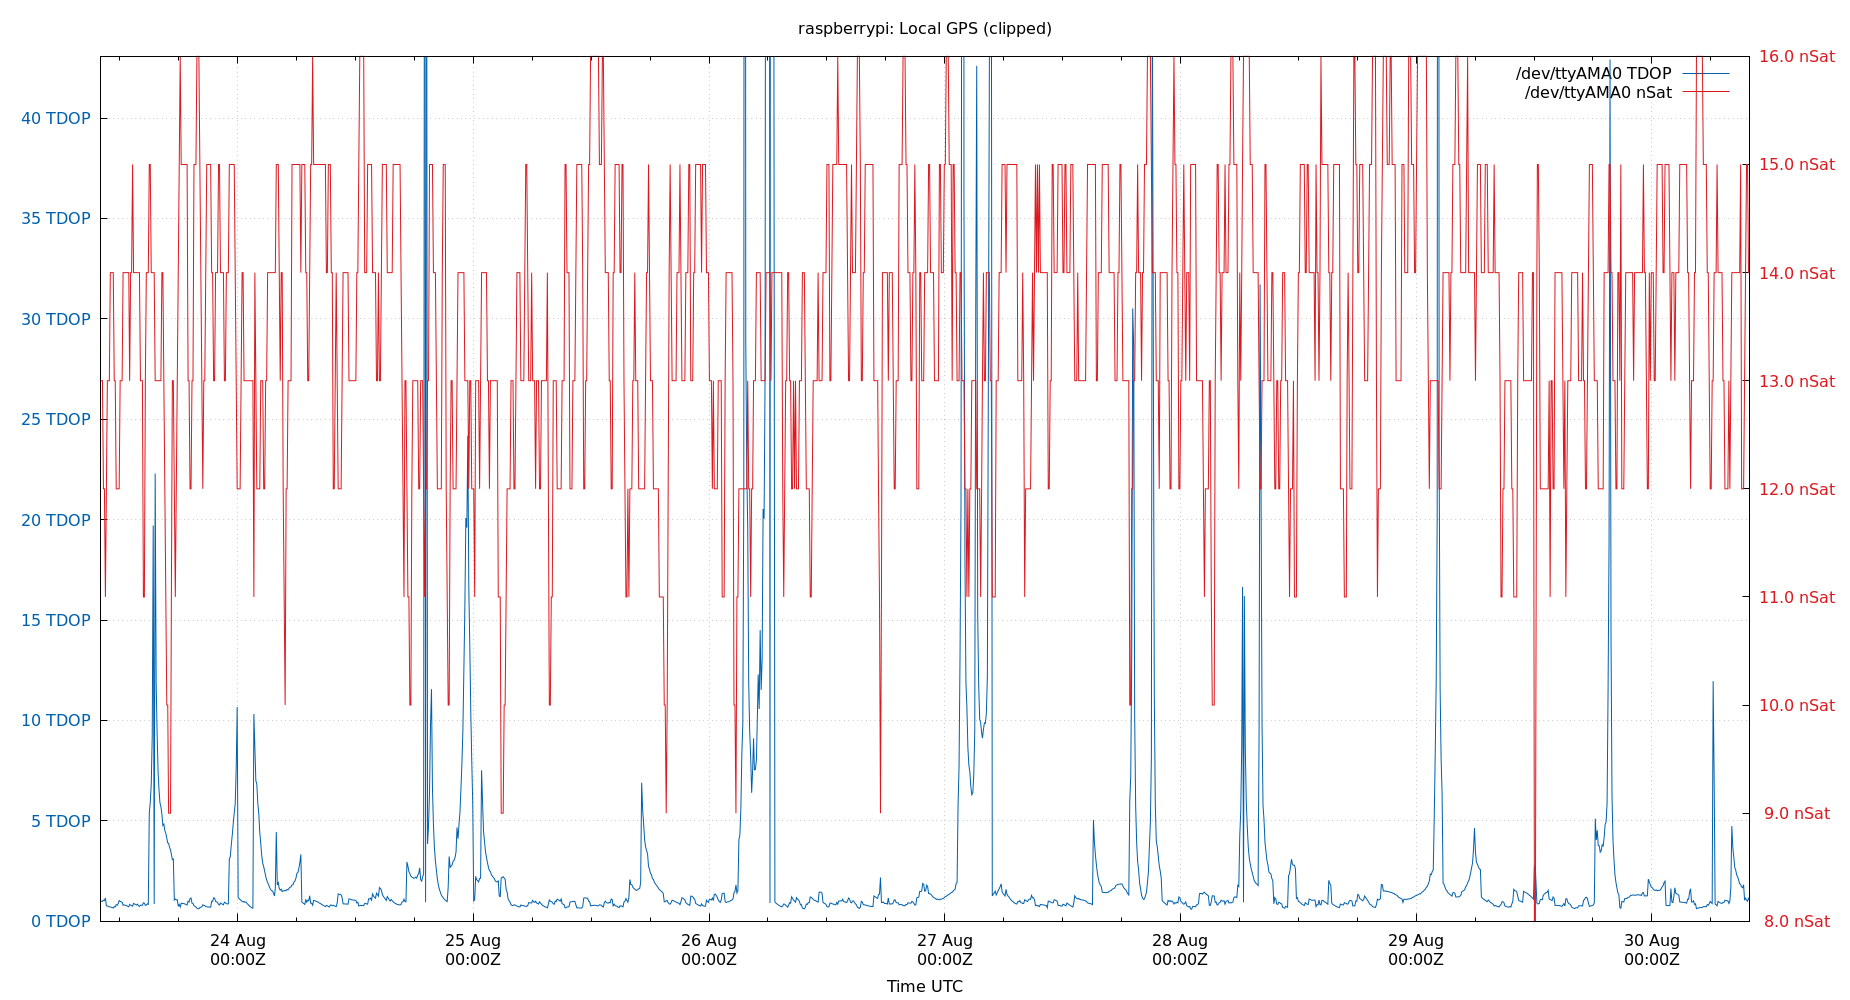 raspberrypi: Local GPS (clipped)
/dev/ttyAMA0 TDOP
/dev/ttyAMA0 nSat
40 TDOP
35 TDOP
30 TDOP
25 TDOP
20 TDOP
15 TDOP
10 TDOP
5 TDOP
0 TDOP
16.0 nSat
15.0 nSat
14.0 nSat
13.0 nSat
12.0 nSat
11.0 nSat
10.0 nSat
9.0 nSat
8.0 nSat
24 Aug 25 Aug 26 Aug 27 Aug 28 Aug 29 Aug 30 Aug
00:00Z 00:00Z 00:00Z 00:00Z 00:00Z 00:00Z 00:00Z
Time UTC